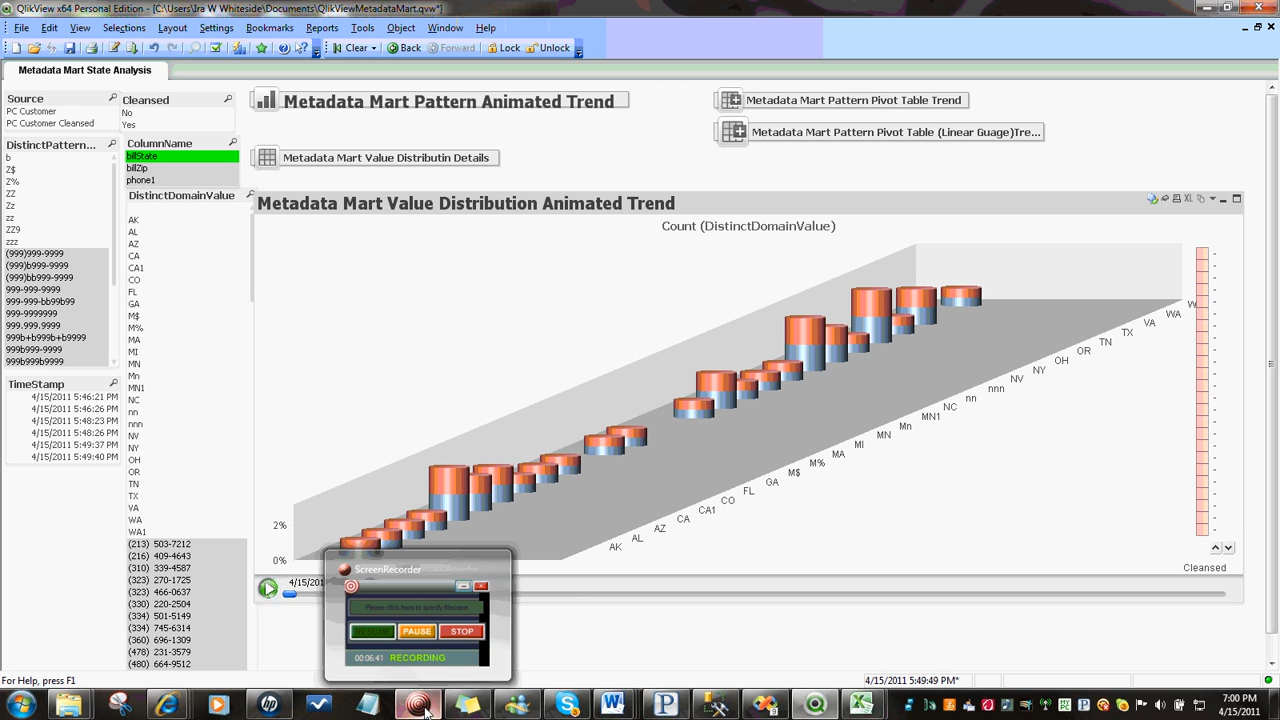 QlikView x64 Personal Edition - [C:\Users\Ira W Whiteside\Documents\QlikViewMetadataMart.qvw*]
File Edit View Selections Layout Settings Bookmarks Reports Tools Object Window Help
Clear Back Forward Lock Unlock
Metadata Mart State Analysis
Source
PC Customer
PC Customer Cleansed
Cleansed
No
Yes
DistinctPattern...
b
Z$
Z%
ZZ
Zz
zz
ZZ9
zzz
(999)999-9999
(999)b999-9999
(999)bb999-9999
999-999-9999
999-999-bb99b99
999-9999999
999.999.9999
999b+999b+b9999
999b999-9999
999b999b9999
TimeStamp
4/15/2011 5:46:21 PM
4/15/2011 5:46:26 PM
4/15/2011 5:48:23 PM
4/15/2011 5:48:26 PM
4/15/2011 5:49:37 PM
4/15/2011 5:49:40 PM
ColumnName
billState
billZip
phone1
DistinctDomainValue
AK
AL
AZ
CA
CA1
CO
FL
GA
M$
M%
MA
MI
MN
Mn
MN1
NC
nn
nnn
NV
NY
OH
OR
TN
TX
VA
WA
WA1
(213) 503-7212
(216) 409-4643
(310) 339-4587
(323) 270-1725
(323) 466-0637
(330) 220-2504
(334) 501-5149
(334) 745-6314
(360) 696-1309
(478) 231-3579
(480) 664-9512
Metadata Mart Pattern Animated Trend
Metadata Mart Pattern Pivot Table Trend
Metadata Mart Pattern Pivot Table (Linear Guage)Tre...
Metadata Mart Value Distributin Details
Metadata Mart Value Distribution Animated Trend
XL
Count (DistinctDomainValue)
2%
0%
AK
AL
AZ
CA
CA1
CO
FL
GA
M$
M%
MA
MI
MN
Mn
MN1
NC
nn
nnn
NV
NY
OH
OR
TN
TX
VA
WA
Cleansed
4/15/
ScreenRecorder
Please click here to specify filename
RESUME PAUSE STOP
00:06:41 RECORDING
For Help, press F1
4/15/2011 5:49:49 PM*
7:00 PM
4/15/2011